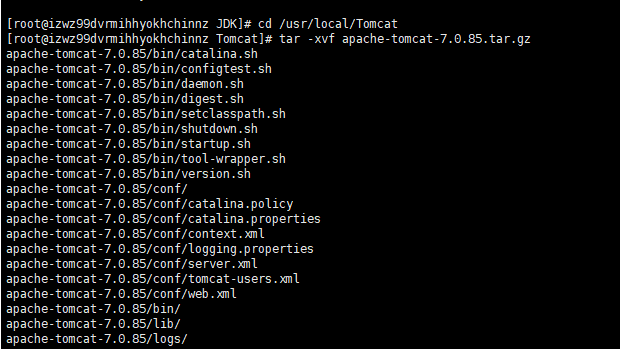 [root@izwz99dvrmihhyokhchinnz JDK]# cd /usr/local/Tomcat
[root@izwz99dvrmihhyokhchinnz Tomcat]# tar -xvf apache-tomcat-7.0.85.tar.gz
apache-tomcat-7.0.85/bin/catalina.sh
apache-tomcat-7.0.85/bin/configtest.sh
apache-tomcat-7.0.85/bin/daemon.sh
apache-tomcat-7.0.85/bin/digest.sh
apache-tomcat-7.0.85/bin/setclasspath.sh
apache-tomcat-7.0.85/bin/shutdown.sh
apache-tomcat-7.0.85/bin/startup.sh
apache-tomcat-7.0.85/bin/tool-wrapper.sh
apache-tomcat-7.0.85/bin/version.sh
apache-tomcat-7.0.85/conf/
apache-tomcat-7.0.85/conf/catalina.policy
apache-tomcat-7.0.85/conf/catalina.properties
apache-tomcat-7.0.85/conf/context.xml
apache-tomcat-7.0.85/conf/logging.properties
apache-tomcat-7.0.85/conf/server.xml
apache-tomcat-7.0.85/conf/tomcat-users.xml
apache-tomcat-7.0.85/conf/web.xml
apache-tomcat-7.0.85/bin/
apache-tomcat-7.0.85/lib/
apache-tomcat-7.0.85/logs/